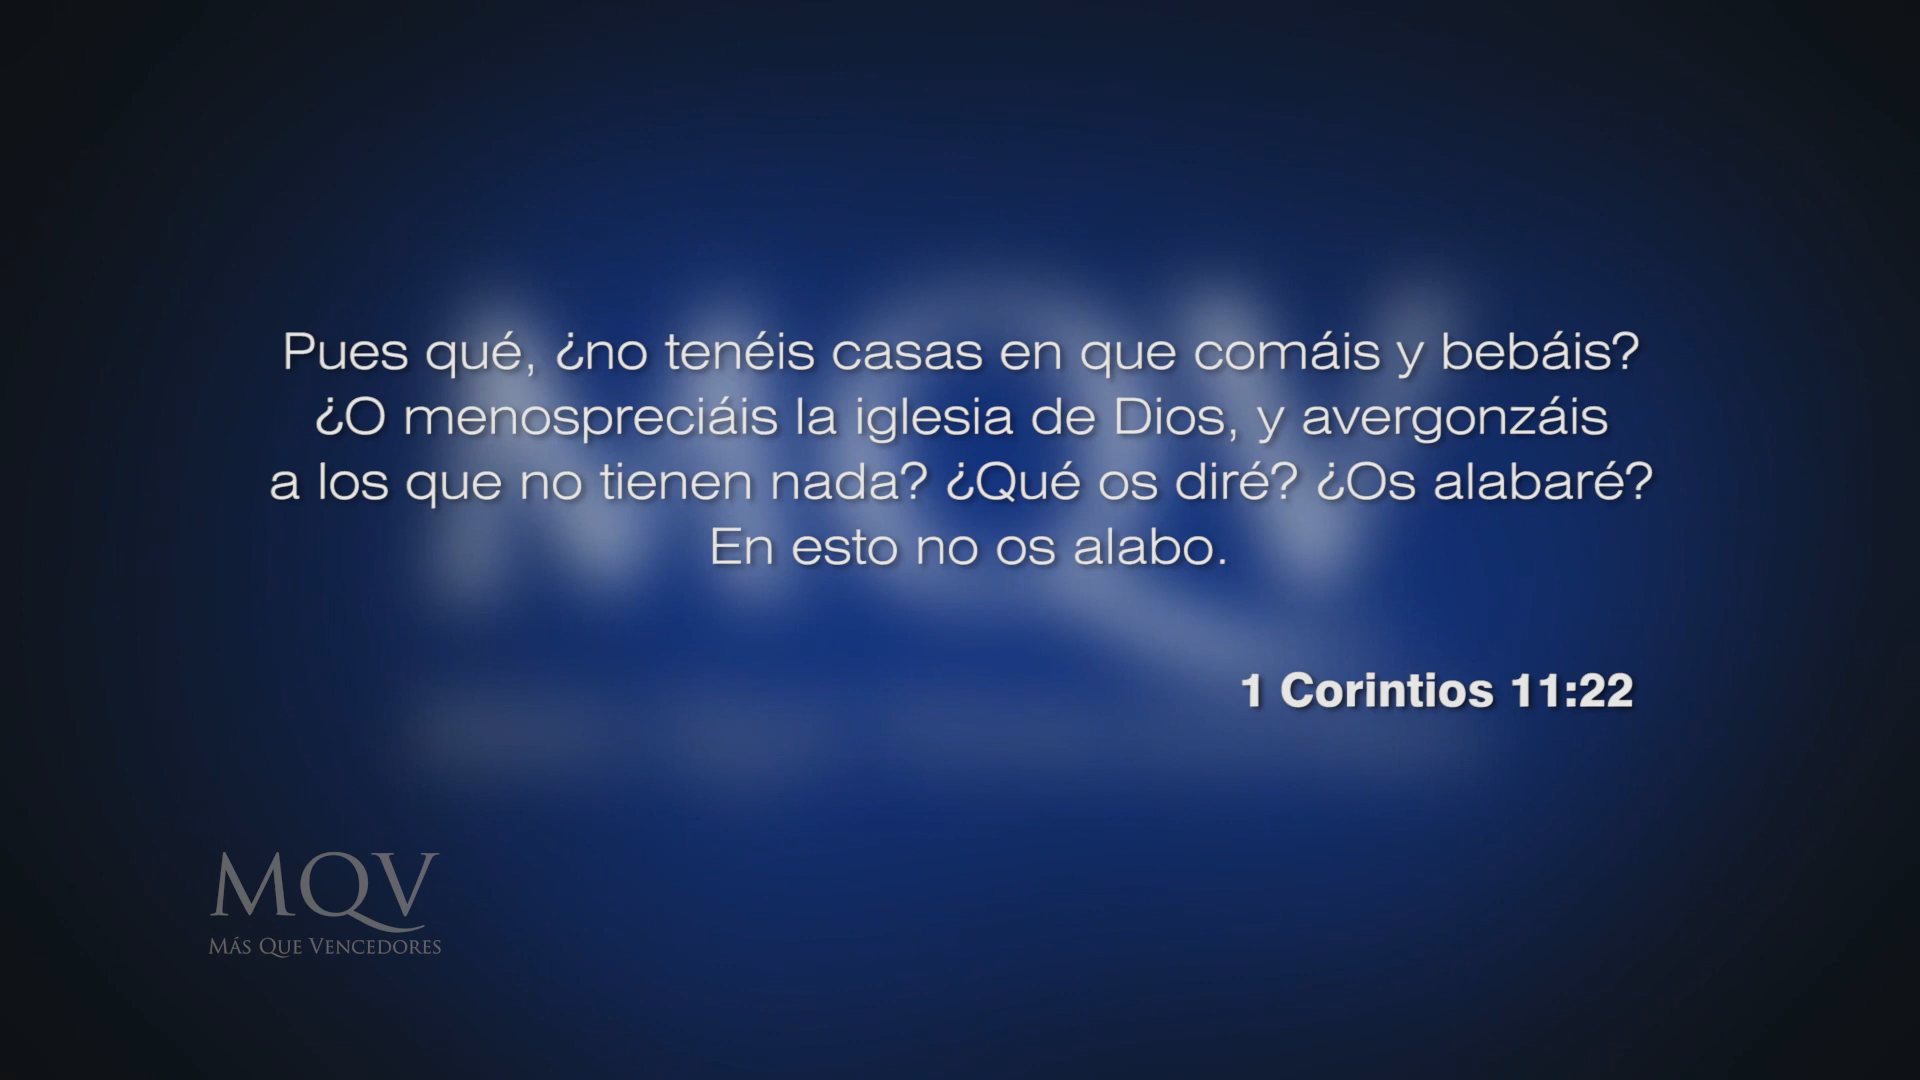 Pues qué, ¿no tenéis casas en que comáis y bebáis?
¿O menospreciáis la iglesia de Dios, y avergonzáis
a los que no tienen nada? ¿Qué os diré? ¿Os alabaré?
En esto no os alabo.
1 Corintios 11:22
MQV
MÁS QUE VENCEDORES